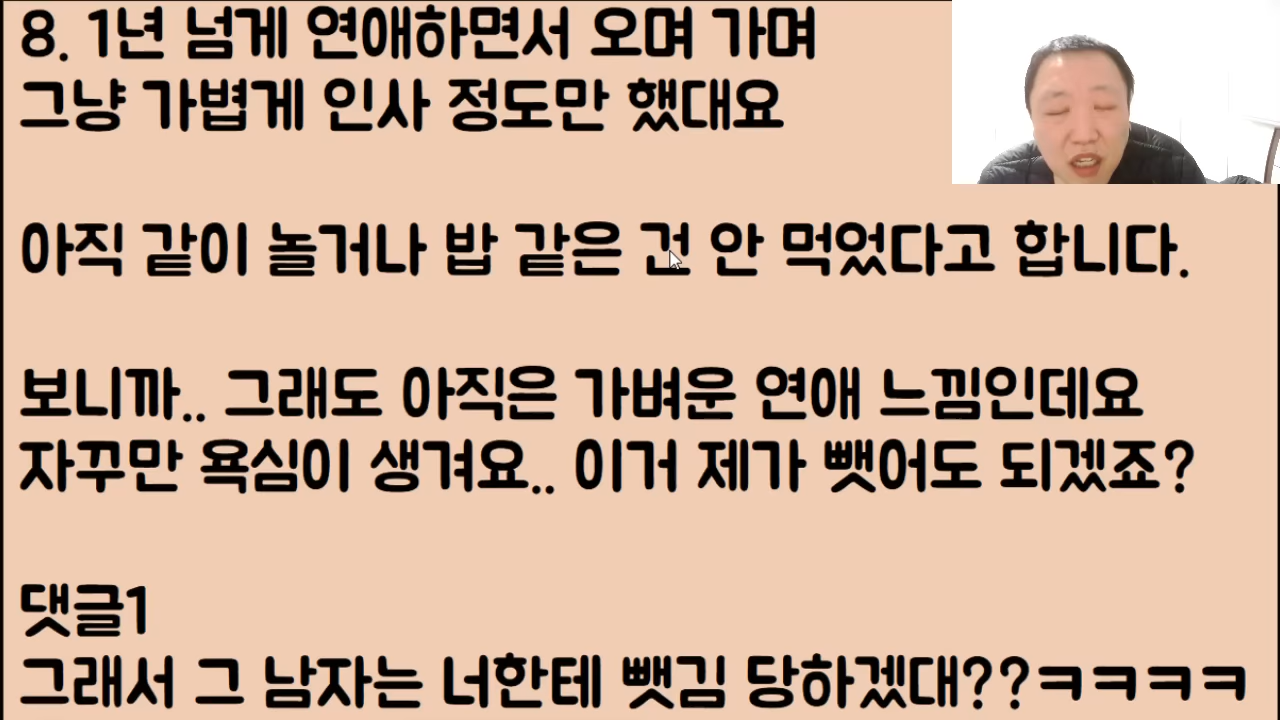 8. 1년 넘게 연애하면서 오며 가며
그냥 가볍게 인사 정도만 했대요
아직 같이 놀거나 밥 같은 건 안 먹었다고 합니다.
보니까.. 그래도 아직은 가벼운 연애 느낌인데요
자꾸만 욕심이 생겨요.. 이거 제가 뺏어도 되겠죠?
댓글1
그래서 그 남자는 너한테 뺏김 당하겠대??ㅋㅋㅋㅋ